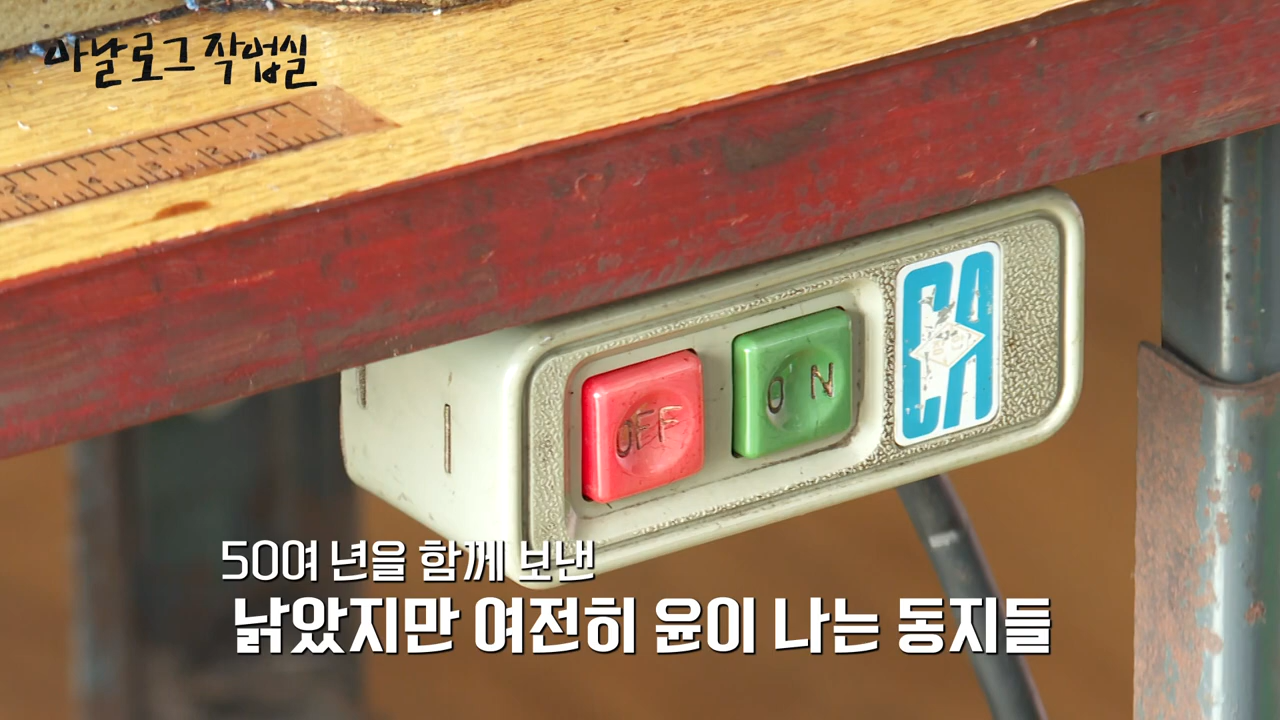 아날로그 작업실
OFF
ON
CA
50여 년을 함께 보낸
낡았지만 여전히 윤이 나는 동지들